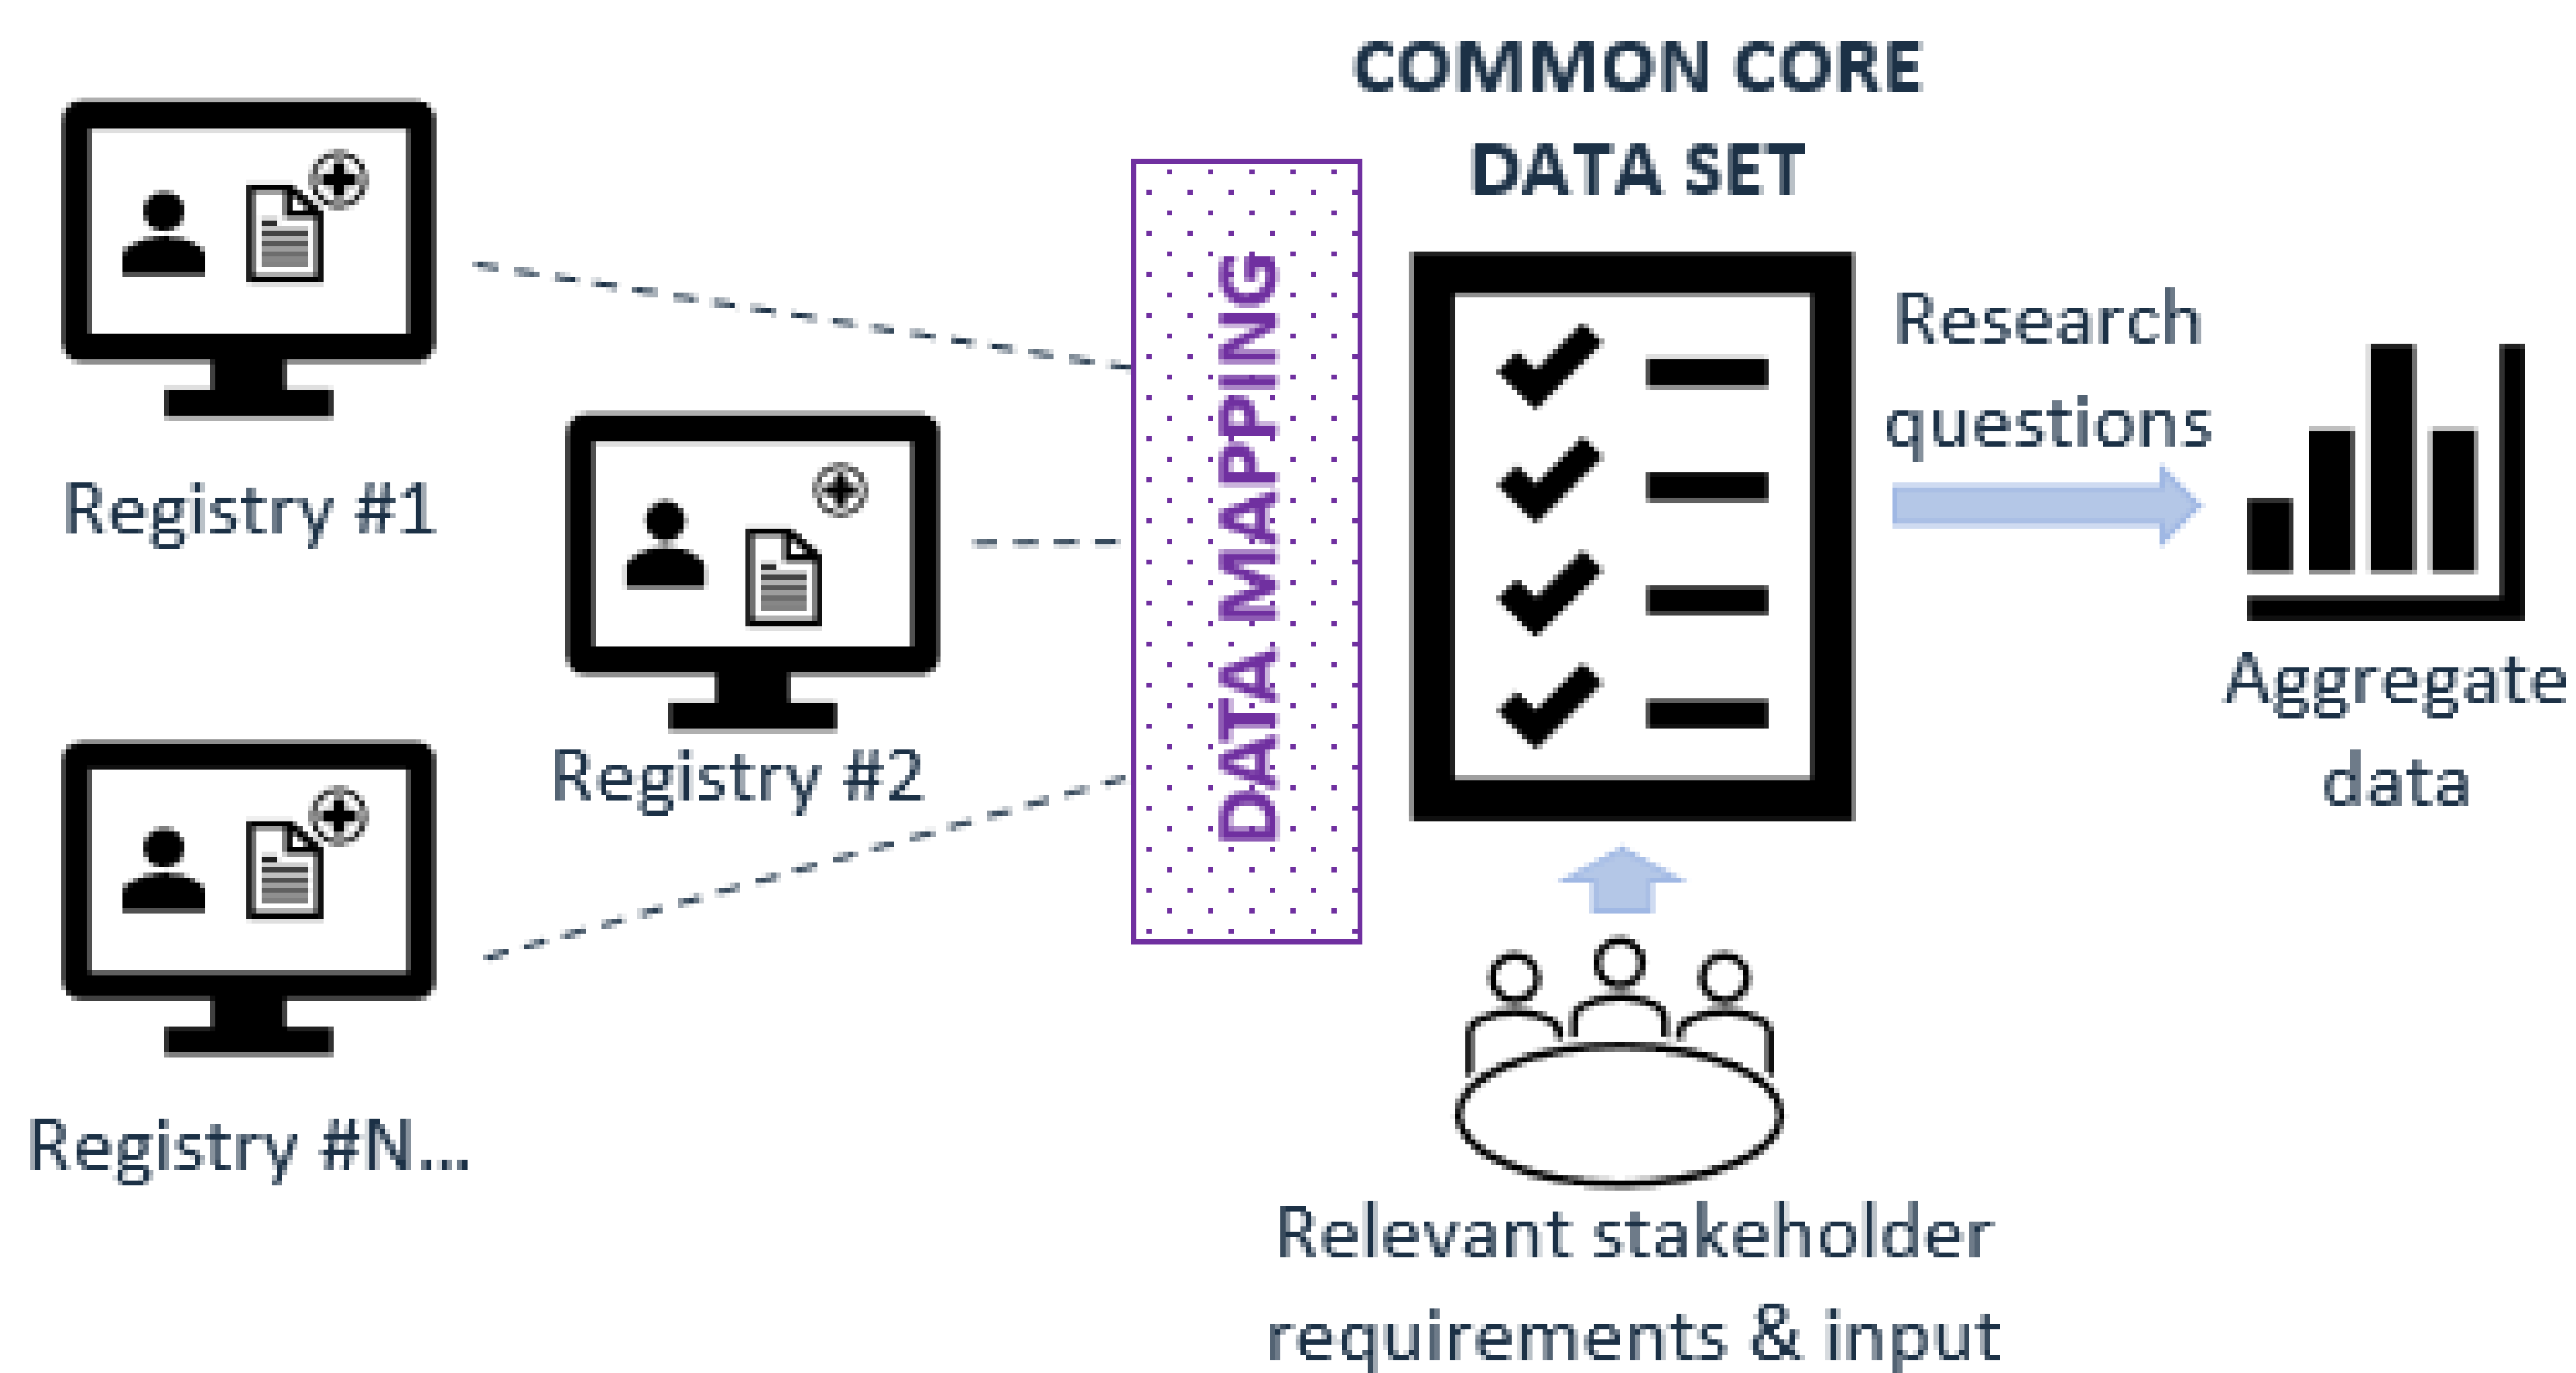 COMMON CORE
DATA SET
Registry #1
Registry #2
Registry #N...
DATA MAPPING
Research
questions
Aggregate
data
Relevant stakeholder
requirements & input